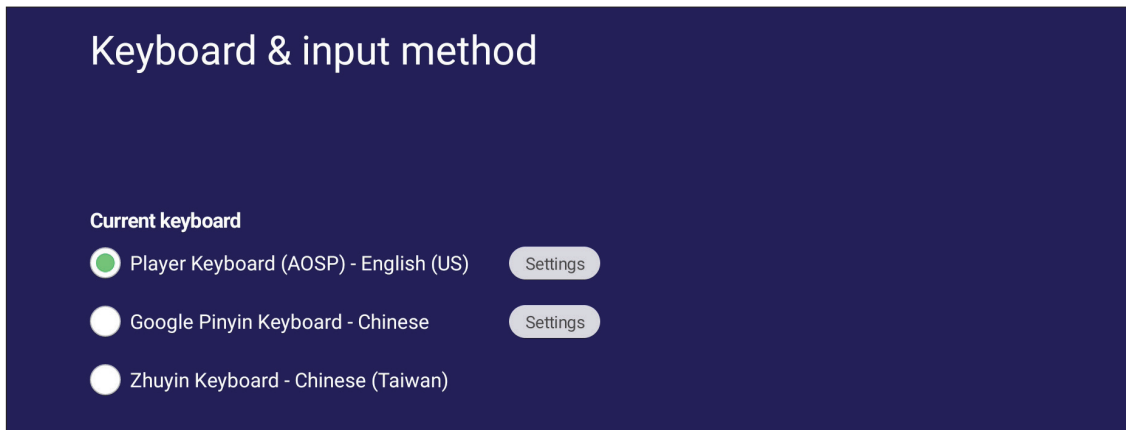 Keyboard & input method
Current keyboard
Player Keyboard (AOSP) - English (US) Settings
Google Pinyin Keyboard - Chinese Settings
Zhuyin Keyboard - Chinese (Taiwan)